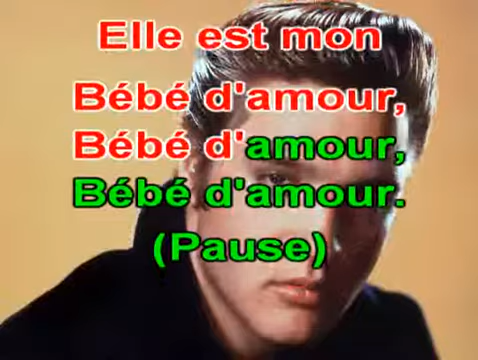 Elle est mon
Bébé d'amour,
Bébé d'amour,
Bébé d'amour.
(Pause)